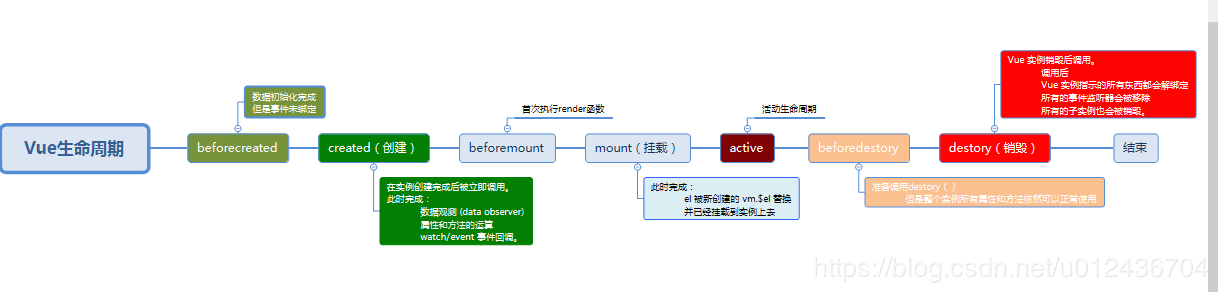 Vue生命周期
数据初始化完成
但是事件未绑定
beforecreated
created（创建）
在实例创建完成后被立即调用。
此时完成：
数据观测 (data observer)
属性和方法的运算
watch/event 事件回调。
首次执行render函数
beforemount
mount（挂载）
此时完成：
el 被新创建的 vm.$el 替换
并已经挂载到实例上去
活动生命周期
active
beforedestory
准备调用destory（ ）
但是整个实例所有属性和方法依然可以正常使用
Vue 实例销毁后调用。
调用后
Vue 实例指示的所有东西都会解绑定
所有的事件监听器会被移除
所有的子实例也会被销毁。
destory（销毁）
结束
https://blog.csdn.net/u012436704